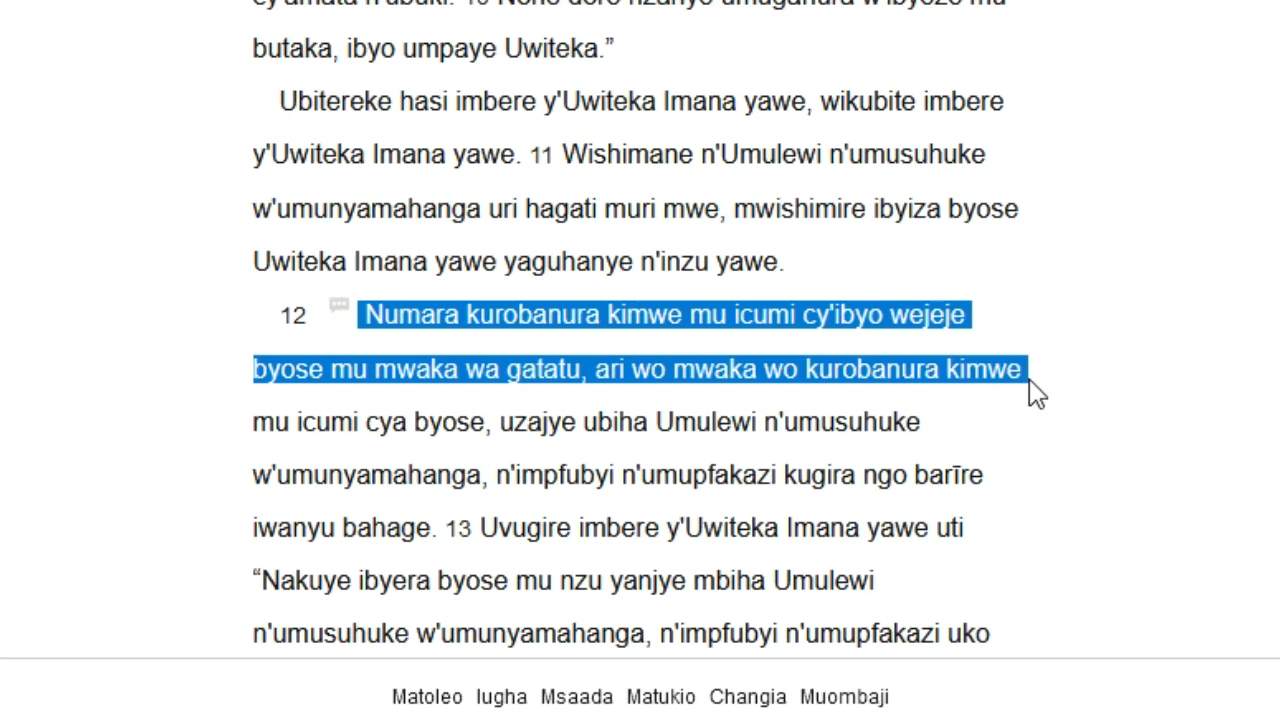 butaka, ibyo umpaye Uwiteka.”
Ubitereke hasi imbere y'Uwiteka Imana yawe, wikubite imbere
y'Uwiteka Imana yawe. 11 Wishimane n'Umulewi n'umusuhuke
w'umunyamahanga uri hagati muri mwe, mwishimire ibyiza byose
Uwiteka Imana yawe yaguhanye n'inzu yawe.
12 Numara kurobanura kimwe mu icumi cy'ibyo wejeje
byose mu mwaka wa gatatu, ari wo mwaka wo kurobanura kimwe
mu icumi cya byose, uzajye ubiha Umulewi n'umusuhuke
w'umunyamahanga, n'impfubyi n'umupfakazi kugira ngo barīre
iwanyu bahage. 13 Uvugire imbere y'Uwiteka Imana yawe uti
“Nakuye ibyera byose mu nzu yanjye mbiha Umulewi
n'umusuhuke w'umunyamahanga, n'impfubyi n'umupfakazi uko
Matoleo lugha Msaada Matukio Changia Muombaji